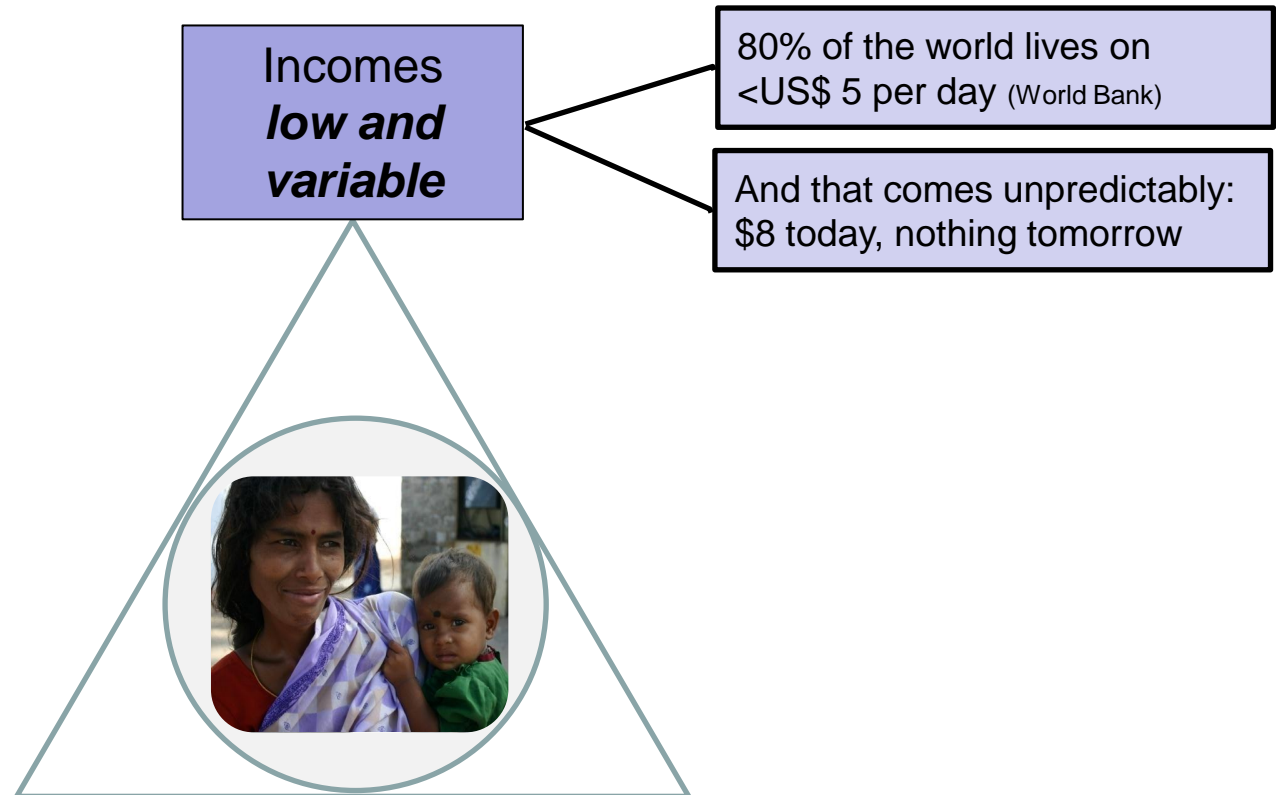 Incomes
low and
variable
80% of the world lives on
<US$ 5 per day (World Bank)
And that comes unpredictably:
$8 today, nothing tomorrow